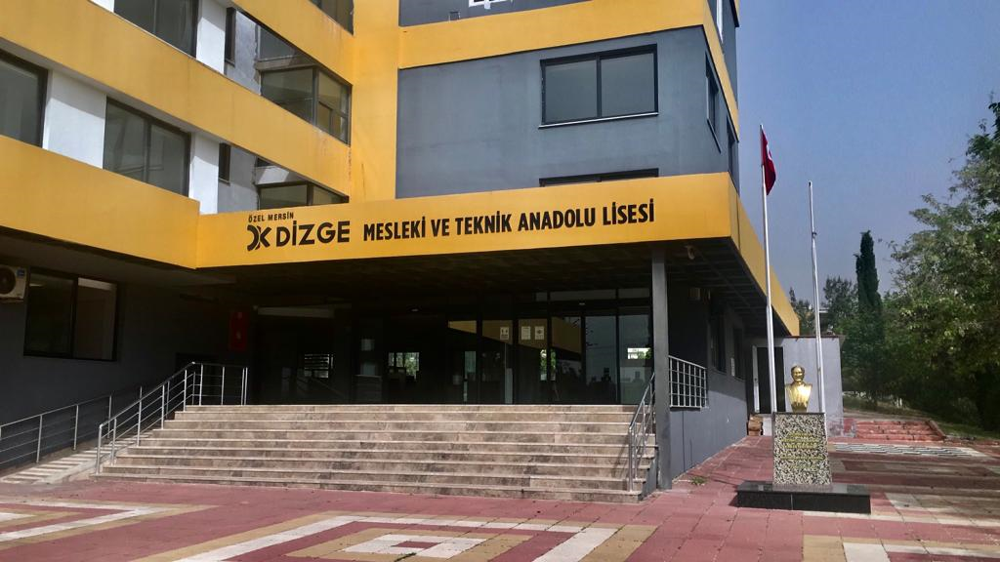 ÖZEL MERSİN
DİZGE MESLEKİ VE TEKNİK ANADOLU LİSESİ